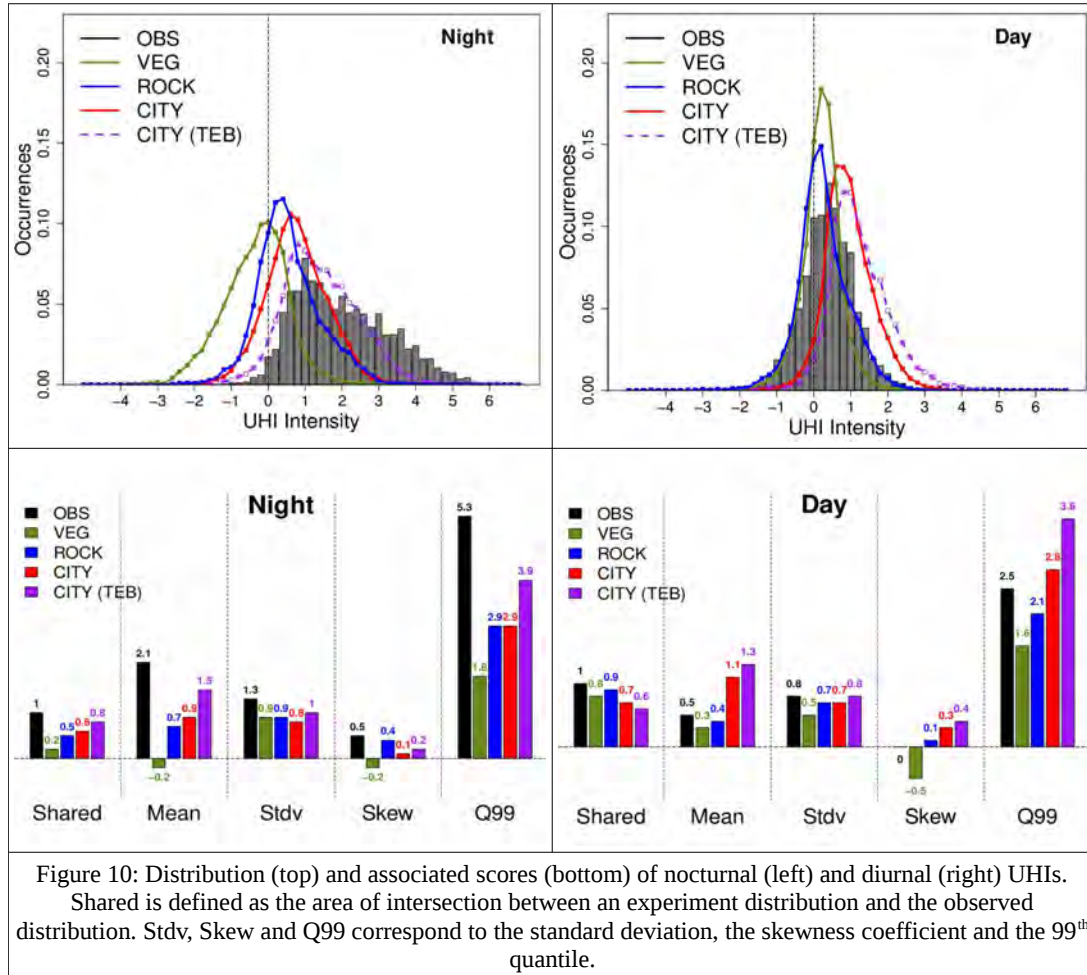 Night
OBS
VEG
ROCK
CITY
CITY (TEB)
Occurrences
0.20
0.15
0.10
0.05
0.00
−4 −2 −1 0 1 2 3 4 5 6
UHI Intensity
Day
OBS
VEG
ROCK
CITY
CITY (TEB)
Occurrences
0.20
0.15
0.10
0.05
0.00
−4 −2 −1 0 1 2 3 4 5 6
UHI Intensity
Night
OBS
VEG
ROCK
CITY
CITY (TEB)
1 0.2 0.5 0.6 0.8
2.1 −0.2 0.7 0.9 1.5
1.3 0.9 0.9 0.8 1
0.5 −0.2 0.4 0.1 0.2
5.3 1.8 2.9 2.9 3.9
Shared Mean Stdv Skew Q99
Day
OBS
VEG
ROCK
CITY
CITY (TEB)
1 0.8 0.9 0.7 0.6
0.5 0.3 0.4 1.1 1.3
0.8 0.5 0.7 0.7 0.8
0 −0.5 0.1 0.3 0.4
2.5 1.6 2.1 2.8 3.6
Shared Mean Stdv Skew Q99
Figure 10: Distribution (top) and associated scores (bottom) of nocturnal (left) and diurnal (right) UHIs.
Shared is defined as the area of intersection between an experiment distribution and the observed
distribution. Stdv, Skew and Q99 correspond to the standard deviation, the skewness coefficient and the 99th
quantile.